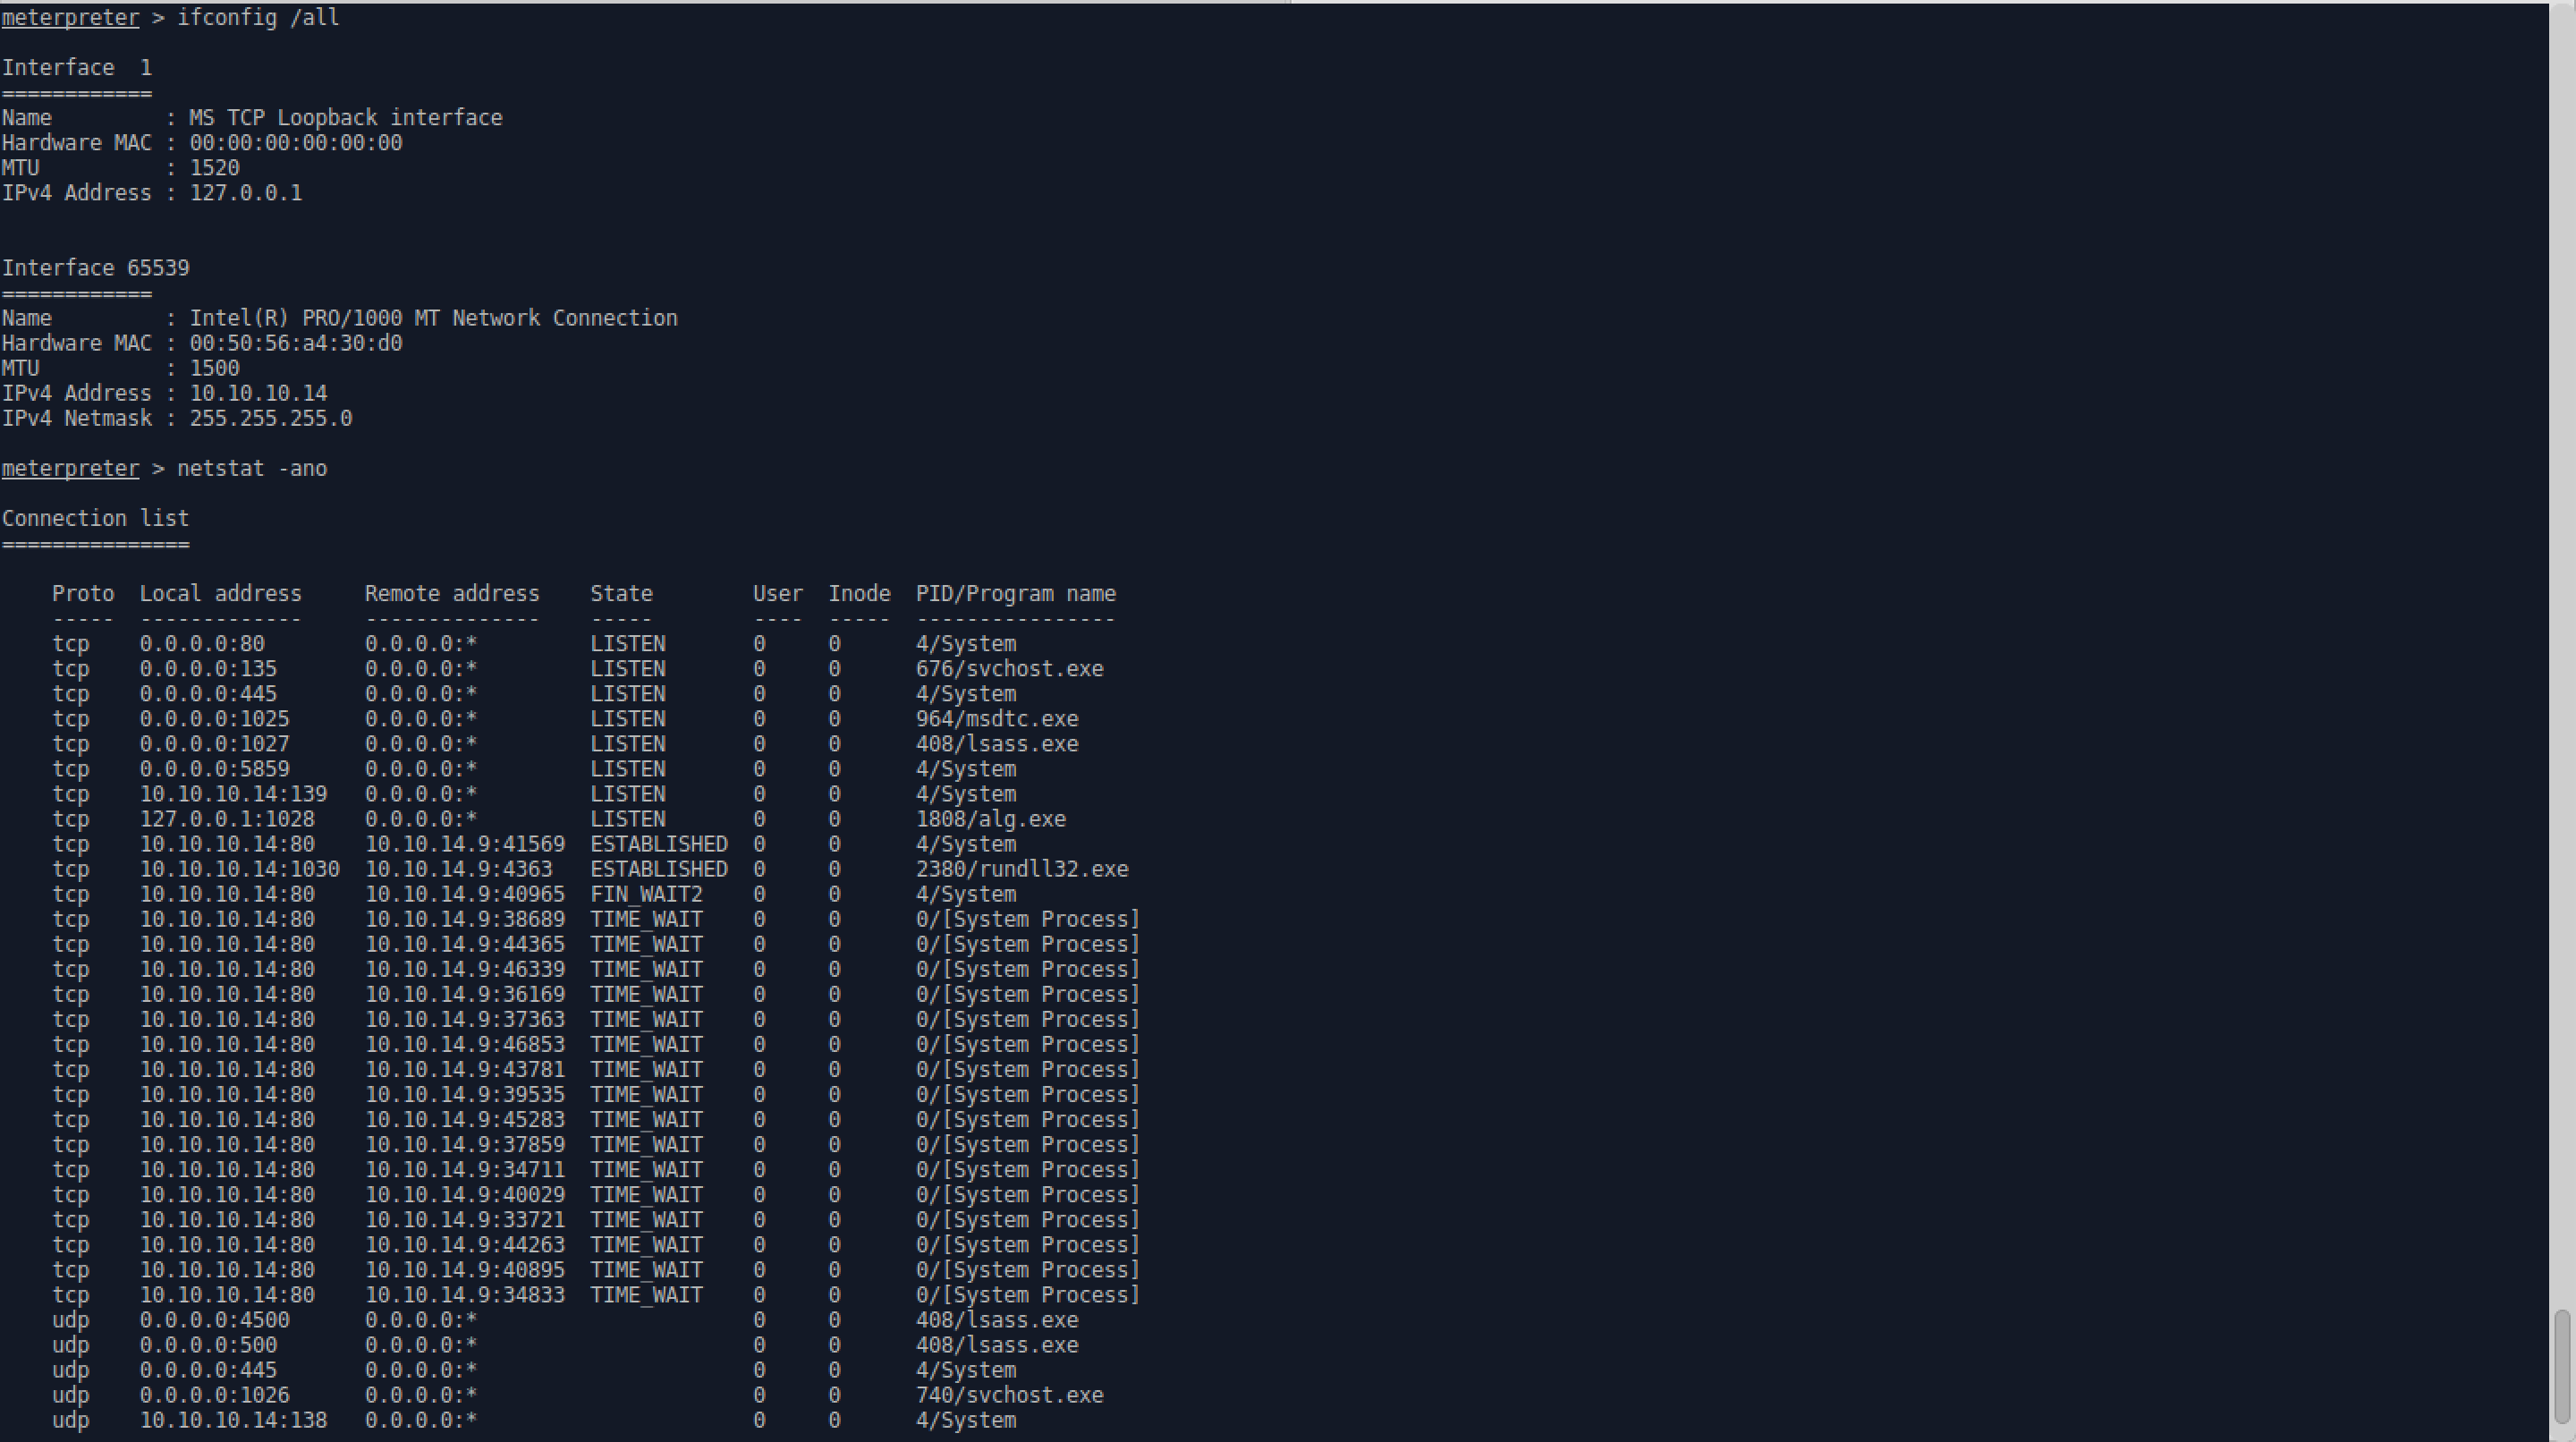 meterpreter > ifconfig /all
Interface  1
============
Name         : MS TCP Loopback interface
Hardware MAC : 00:00:00:00:00:00
MTU          : 1520
IPv4 Address : 127.0.0.1
Interface 65539
============
Name         : Intel(R) PRO/1000 MT Network Connection
Hardware MAC : 00:50:56:a4:30:d0
MTU          : 1500
IPv4 Address : 10.10.10.14
IPv4 Netmask : 255.255.255.0
meterpreter > netstat -ano
Connection list
===============
    Proto  Local address     Remote address    State        User  Inode  PID/Program name
    -----  -------------     --------------    -----        ----  -----  ----------------
    tcp    0.0.0.0:80        0.0.0.0:*         LISTEN       0     0      4/System
    tcp    0.0.0.0:135       0.0.0.0:*         LISTEN       0     0      676/svchost.exe
    tcp    0.0.0.0:445       0.0.0.0:*         LISTEN       0     0      4/System
    tcp    0.0.0.0:1025      0.0.0.0:*         LISTEN       0     0      964/msdtc.exe
    tcp    0.0.0.0:1027      0.0.0.0:*         LISTEN       0     0      408/lsass.exe
    tcp    0.0.0.0:5859      0.0.0.0:*         LISTEN       0     0      4/System
    tcp    10.10.10.14:139   0.0.0.0:*         LISTEN       0     0      4/System
    tcp    127.0.0.1:1028    0.0.0.0:*         LISTEN       0     0      1808/alg.exe
    tcp    10.10.10.14:80    10.10.14.9:41569  ESTABLISHED  0     0      4/System
    tcp    10.10.10.14:1030  10.10.14.9:4363   ESTABLISHED  0     0      2380/rundll32.exe
    tcp    10.10.10.14:80    10.10.14.9:40965  FIN_WAIT2    0     0      4/System
    tcp    10.10.10.14:80    10.10.14.9:38689  TIME_WAIT    0     0      0/[System Process]
    tcp    10.10.10.14:80    10.10.14.9:44365  TIME_WAIT    0     0      0/[System Process]
    tcp    10.10.10.14:80    10.10.14.9:46339  TIME_WAIT    0     0      0/[System Process]
    tcp    10.10.10.14:80    10.10.14.9:36169  TIME_WAIT    0     0      0/[System Process]
    tcp    10.10.10.14:80    10.10.14.9:37363  TIME_WAIT    0     0      0/[System Process]
    tcp    10.10.10.14:80    10.10.14.9:46853  TIME_WAIT    0     0      0/[System Process]
    tcp    10.10.10.14:80    10.10.14.9:43781  TIME_WAIT    0     0      0/[System Process]
    tcp    10.10.10.14:80    10.10.14.9:39535  TIME_WAIT    0     0      0/[System Process]
    tcp    10.10.10.14:80    10.10.14.9:45283  TIME_WAIT    0     0      0/[System Process]
    tcp    10.10.10.14:80    10.10.14.9:37859  TIME_WAIT    0     0      0/[System Process]
    tcp    10.10.10.14:80    10.10.14.9:34711  TIME_WAIT    0     0      0/[System Process]
    tcp    10.10.10.14:80    10.10.14.9:40029  TIME_WAIT    0     0      0/[System Process]
    tcp    10.10.10.14:80    10.10.14.9:33721  TIME_WAIT    0     0      0/[System Process]
    tcp    10.10.10.14:80    10.10.14.9:44263  TIME_WAIT    0     0      0/[System Process]
    tcp    10.10.10.14:80    10.10.14.9:40895  TIME_WAIT    0     0      0/[System Process]
    tcp    10.10.10.14:80    10.10.14.9:34833  TIME_WAIT    0     0      0/[System Process]
    udp    0.0.0.0:4500      0.0.0.0:*                      0     0      408/lsass.exe
    udp    0.0.0.0:500       0.0.0.0:*                      0     0      408/lsass.exe
    udp    0.0.0.0:445       0.0.0.0:*                      0     0      4/System
    udp    0.0.0.0:1026      0.0.0.0:*                      0     0      740/svchost.exe
    udp    10.10.10.14:138   0.0.0.0:*                      0     0      4/System